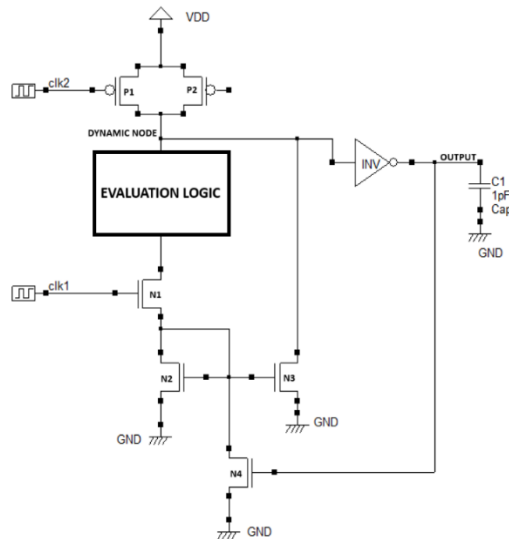 VDD
clk2
P1
P2
DYNAMIC NODE
OUTPUT
INV
C1
1pF
Cap
GND
EVALUATION LOGIC
clk1
N1
N2
N3
GND
GND
N4
GND